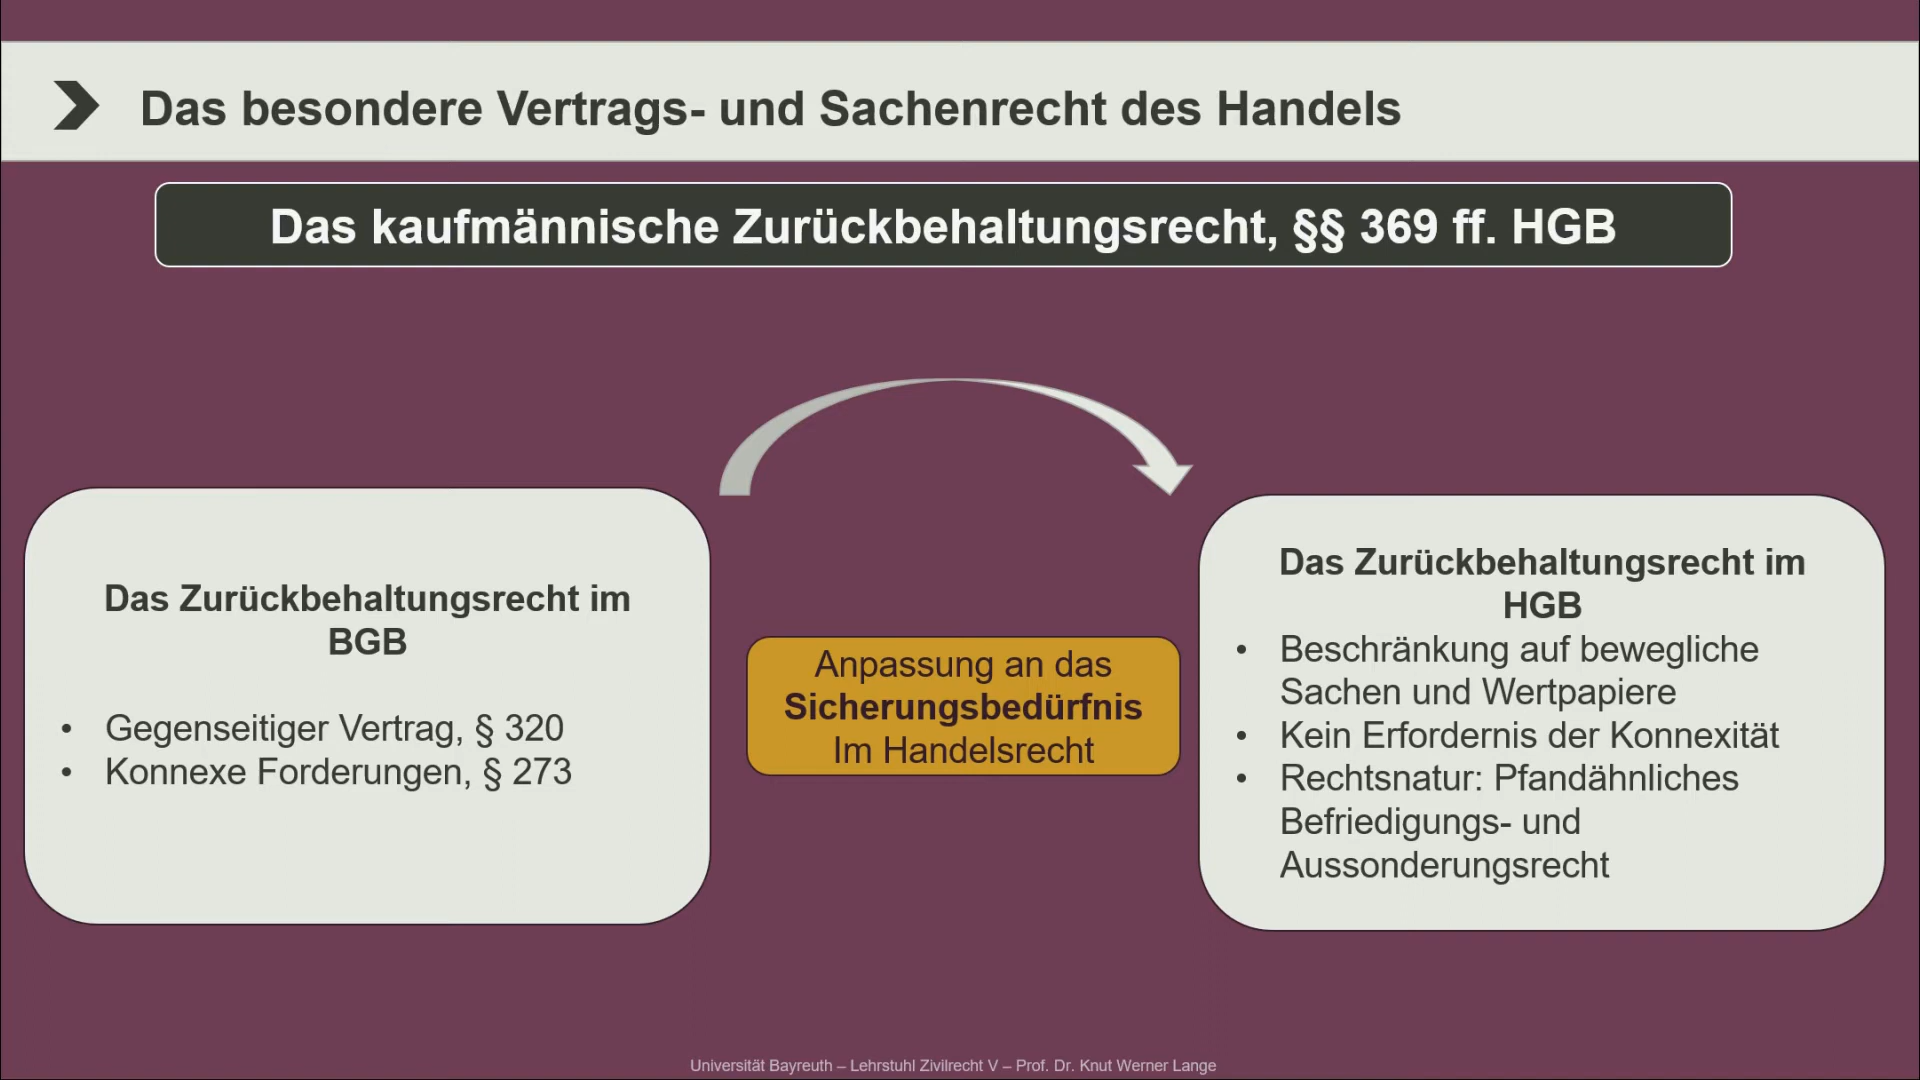 Das besondere Vertrags- und Sachenrecht des Handels
Das kaufmännische Zurückbehaltungsrecht, §§ 369 ff. HGB
Das Zurückbehaltungsrecht im
BGB
• Gegenseitiger Vertrag, § 320
• Konnexe Forderungen, § 273
Anpassung an das
Sicherungsbedürfnis
Im Handelsrecht
Das Zurückbehaltungsrecht im
HGB
• Beschränkung auf bewegliche
Sachen und Wertpapiere
• Kein Erfordernis der Konnexität
• Rechtsnatur: Pfandähnliches
Befriedigungs- und
Aussonderungsrecht
Universität Bayreuth – Lehrstuhl Zivilrecht V – Prof. Dr. Knut Werner Lange